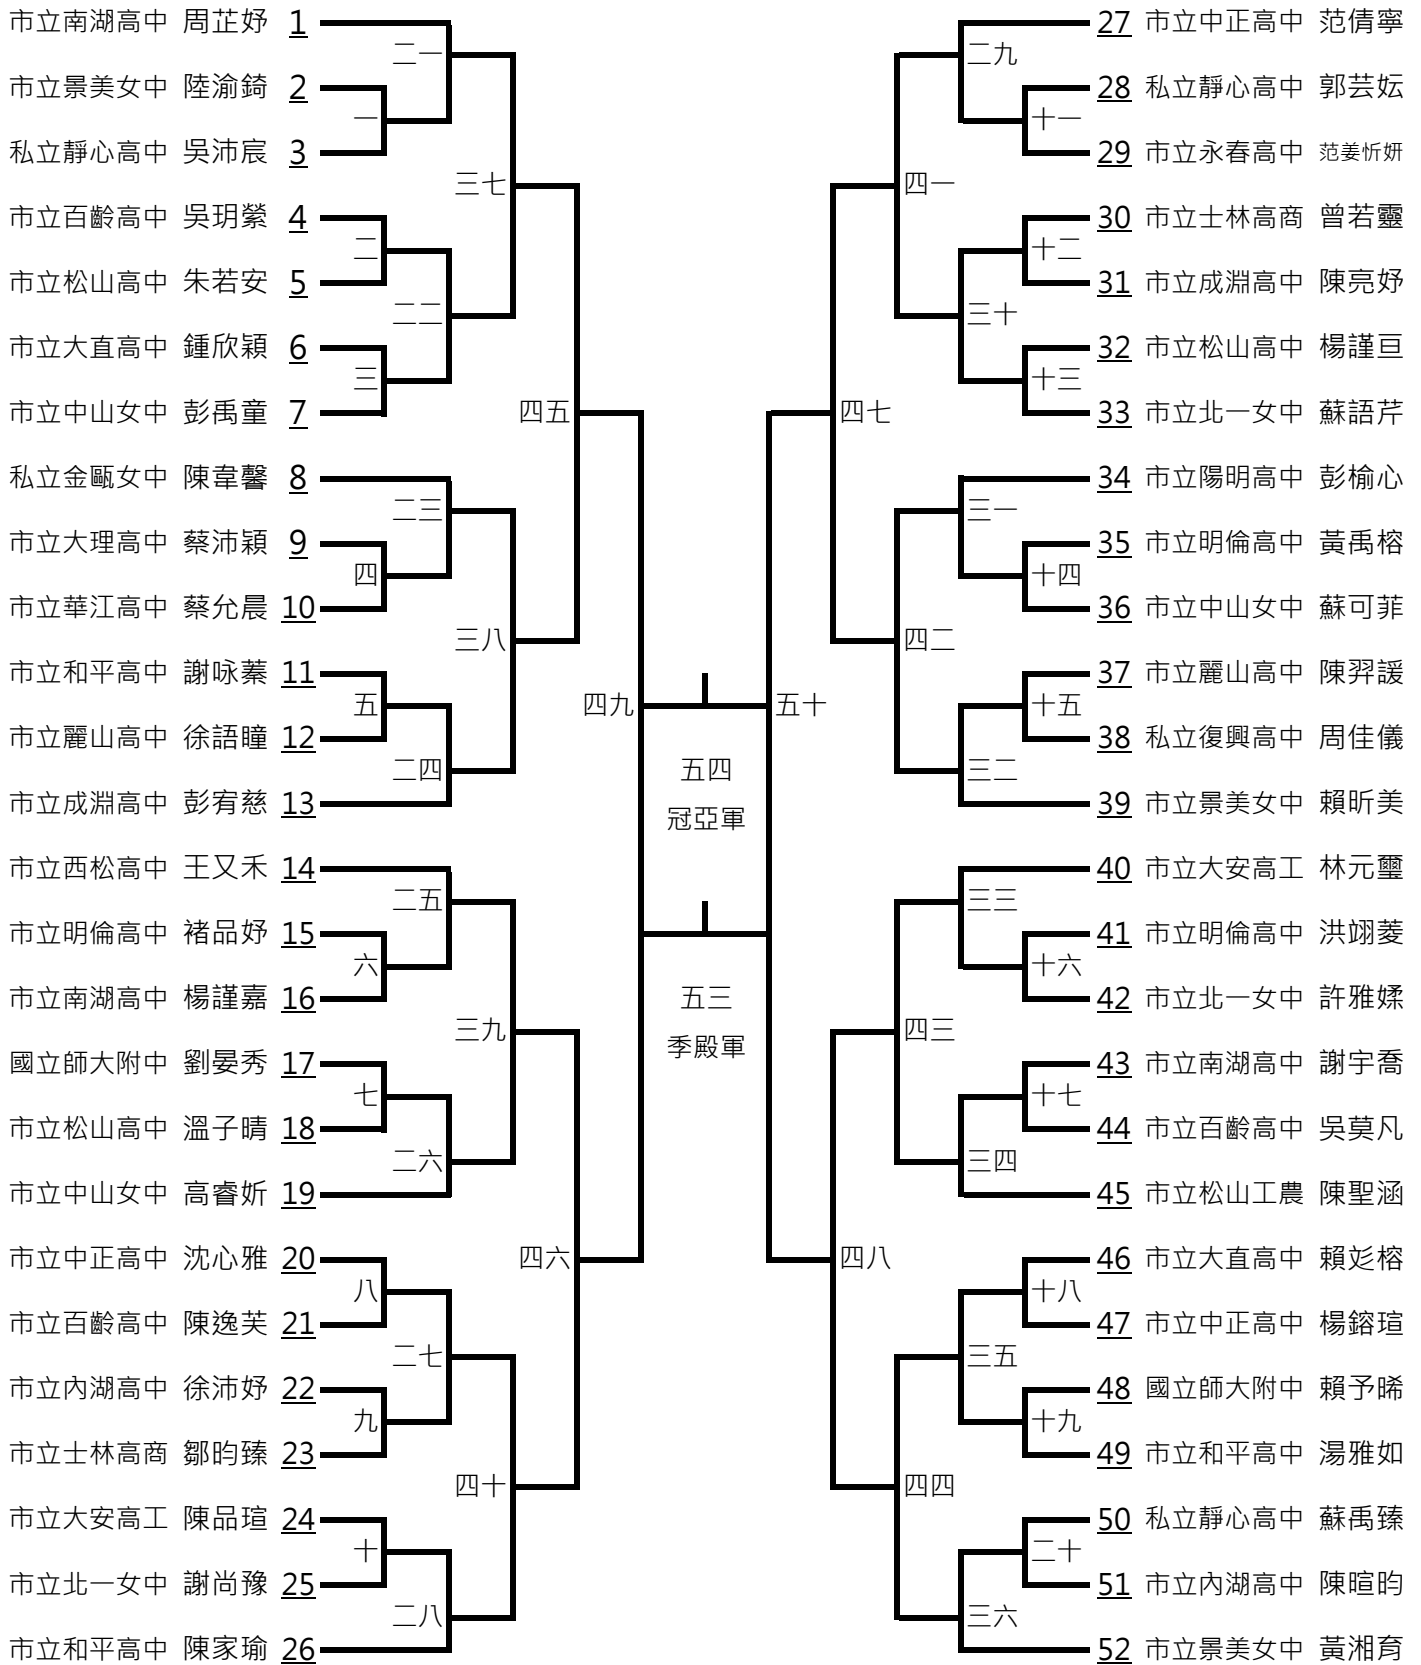 市立南湖高中 周芷妤 1
二一
市立景美女中 陸渝錡 2
一
私立靜心高中 吳沛宸 3
三七
市立百齡高中 吳玥縈 4
二
市立松山高中 朱若安 5
二二
市立大直高中 鍾欣穎 6
三
市立中山女中 彭禹童 7
四五
私立金甌女中 陳韋馨 8
二三
市立大理高中 蔡沛穎 9
四
市立華江高中 蔡允晨 10
三八
市立和平高中 謝咏蓁 11
五
市立麗山高中 徐語瞳 12
二四
市立成淵高中 彭宥慈 13
四九
市立西松高中 王又禾 14
二五
市立明倫高中 褚品妤 15
六
市立南湖高中 楊謹嘉 16
三九
國立師大附中 劉晏秀 17
七
市立松山高中 溫子晴 18
二六
市立中山女中 高睿妡 19
四六
市立中正高中 沈心雅 20
八
市立百齡高中 陳逸芙 21
二七
市立內湖高中 徐沛妤 22
九
市立士林高商 鄒昀臻 23
四十
市立大安高工 陳品瑄 24
十
市立北一女中 謝尚豫 25
二八
市立和平高中 陳家瑜 26
五四
冠亞軍
五三
季殿軍
27 市立中正高中 范倩寧
二九
28 私立靜心高中 郭芸妘
十一
29 市立永春高中 范姜忻妍
四一
30 市立士林高商 曾若靈
十二
31 市立成淵高中 陳亮妤
三十
32 市立松山高中 楊謹亘
十三
33 市立北一女中 蘇語芹
四七
34 市立陽明高中 彭榆心
三一
35 市立明倫高中 黃禹榕
十四
36 市立中山女中 蘇可菲
四二
37 市立麗山高中 陳羿諼
十五
38 私立復興高中 周佳儀
三二
39 市立景美女中 賴昕美
五十
40 市立大安高工 林元璽
三三
41 市立明倫高中 洪翊菱
十六
42 市立北一女中 許雅媃
四三
43 市立南湖高中 謝宇喬
十七
44 市立百齡高中 吳莫凡
三四
45 市立松山工農 陳聖涵
四八
46 市立大直高中 賴彣榕
十八
47 市立中正高中 楊鎔瑄
三五
48 國立師大附中 賴予晞
十九
49 市立和平高中 湯雅如
四四
50 私立靜心高中 蘇禹臻
二十
51 市立內湖高中 陳暄昀
三六
52 市立景美女中 黃湘育